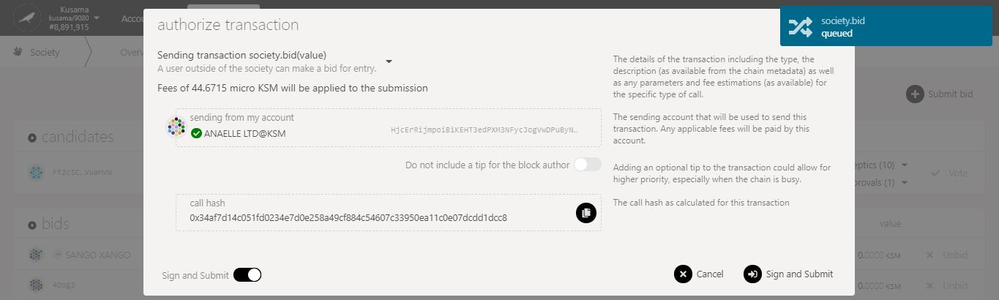 Kusama
kusama/9080
#8,891,915
Accou
authorize transaction
society.bid
queued
Society
Overv
Sending transaction society.bid(value)
A user outside of the society can make a bid for entry.
Fees of 44.6715 micro KSM will be applied to the submission
The details of the transaction including the type, the
description (as available from the chain metadata) as well
as any parameters and fee estimations (as available) for
the specific type of call.
Submit bid
candidates
sending from my account
ANAELLE LTD@KSM
HjcErRijmpoiBiKEHT3edPXM3NFycJogVwDPuByN…
The sending account that will be used to send this
transaction. Any applicable fees will be paid by this
account.
Ft2c5C…VuaMvW
Do not include a tip for the block author
Adding an optional tip to the transaction could allow for
higher priority, especially when the chain is busy.
eptics (10)
provals (1)
Vote
call hash
0x34af7d14c051fd0234e7d0e258a49cf884c54607c33950ea11c0e07dcdd1dcc8
The call hash as calculated for this transaction
bids
value
SANGO XANGO
0.0000 KSM
Unbid
4Dog3
0.0000 KSM
Unbid
Sign and Submit
Cancel
Sign and Submit